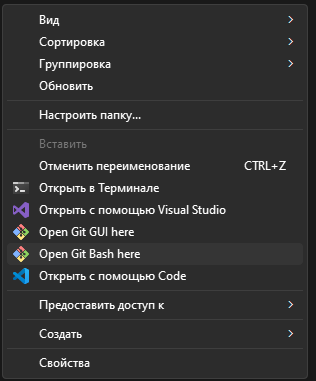 Вид
Сортировка
Группировка
Обновить
Настроить папку...
Вставить
Отменить переименование CTRL+Z
Открыть в Терминале
Открыть с помощью Visual Studio
Open Git GUI here
Open Git Bash here
Открыть с помощью Code
Предоставить доступ к
Создать
Свойства